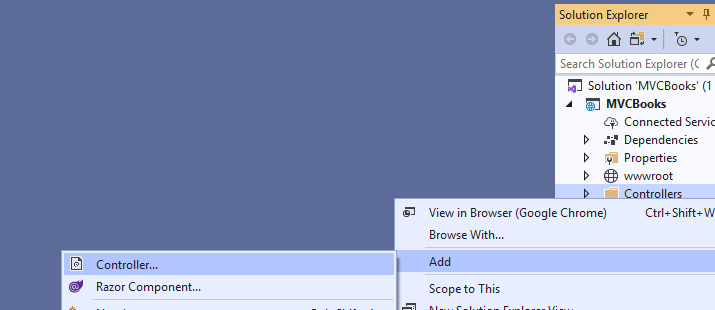 Solution Explorer
Search Solution Explorer (C
Solution 'MVCBooks' (1
MVCBooks
Connected Servic
Dependencies
Properties
wwwroot
Controllers
View in Browser (Google Chrome) Ctrl+Shift+W
Browse With...
Add
Controller...
Razor Component...
Scope to This
New Solution Explorer View